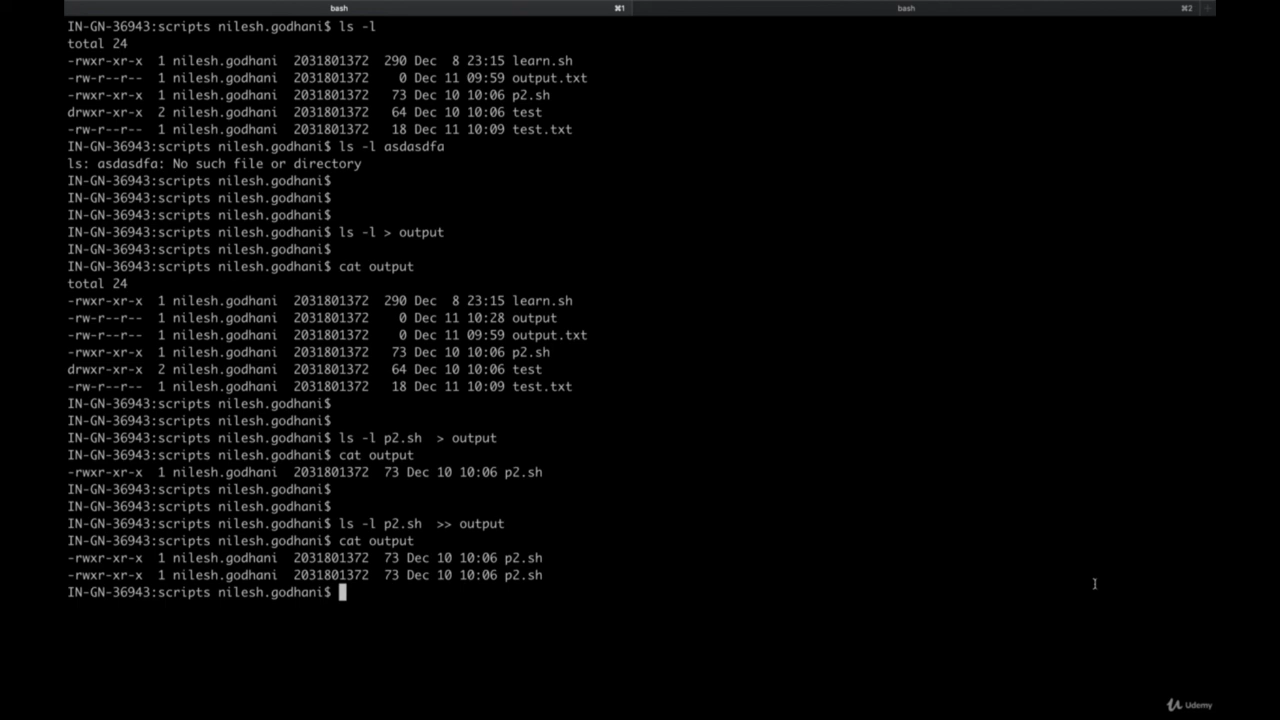 bash ⌘1 bash ⌘2
IN-GN-36943:scripts nilesh.godhani$ ls -l
total 24
-rwxr-xr-x  1 nilesh.godhani  2031801372  290 Dec  8 23:15 learn.sh
-rw-r--r--  1 nilesh.godhani  2031801372    0 Dec 11 09:59 output.txt
-rwxr-xr-x  1 nilesh.godhani  2031801372   73 Dec 10 10:06 p2.sh
drwxr-xr-x  2 nilesh.godhani  2031801372   64 Dec 10 10:06 test
-rw-r--r--  1 nilesh.godhani  2031801372   18 Dec 11 10:09 test.txt
IN-GN-36943:scripts nilesh.godhani$ ls -l asdasdfa
ls: asdasdfa: No such file or directory
IN-GN-36943:scripts nilesh.godhani$
IN-GN-36943:scripts nilesh.godhani$
IN-GN-36943:scripts nilesh.godhani$
IN-GN-36943:scripts nilesh.godhani$ ls -l > output
IN-GN-36943:scripts nilesh.godhani$
IN-GN-36943:scripts nilesh.godhani$ cat output
total 24
-rwxr-xr-x  1 nilesh.godhani  2031801372  290 Dec  8 23:15 learn.sh
-rw-r--r--  1 nilesh.godhani  2031801372    0 Dec 11 10:28 output
-rw-r--r--  1 nilesh.godhani  2031801372    0 Dec 11 09:59 output.txt
-rwxr-xr-x  1 nilesh.godhani  2031801372   73 Dec 10 10:06 p2.sh
drwxr-xr-x  2 nilesh.godhani  2031801372   64 Dec 10 10:06 test
-rw-r--r--  1 nilesh.godhani  2031801372   18 Dec 11 10:09 test.txt
IN-GN-36943:scripts nilesh.godhani$
IN-GN-36943:scripts nilesh.godhani$
IN-GN-36943:scripts nilesh.godhani$ ls -l p2.sh  > output
IN-GN-36943:scripts nilesh.godhani$ cat output
-rwxr-xr-x  1 nilesh.godhani  2031801372  73 Dec 10 10:06 p2.sh
IN-GN-36943:scripts nilesh.godhani$
IN-GN-36943:scripts nilesh.godhani$
IN-GN-36943:scripts nilesh.godhani$ ls -l p2.sh  >> output
IN-GN-36943:scripts nilesh.godhani$ cat output
-rwxr-xr-x  1 nilesh.godhani  2031801372  73 Dec 10 10:06 p2.sh
-rwxr-xr-x  1 nilesh.godhani  2031801372  73 Dec 10 10:06 p2.sh
IN-GN-36943:scripts nilesh.godhani$
Udemy